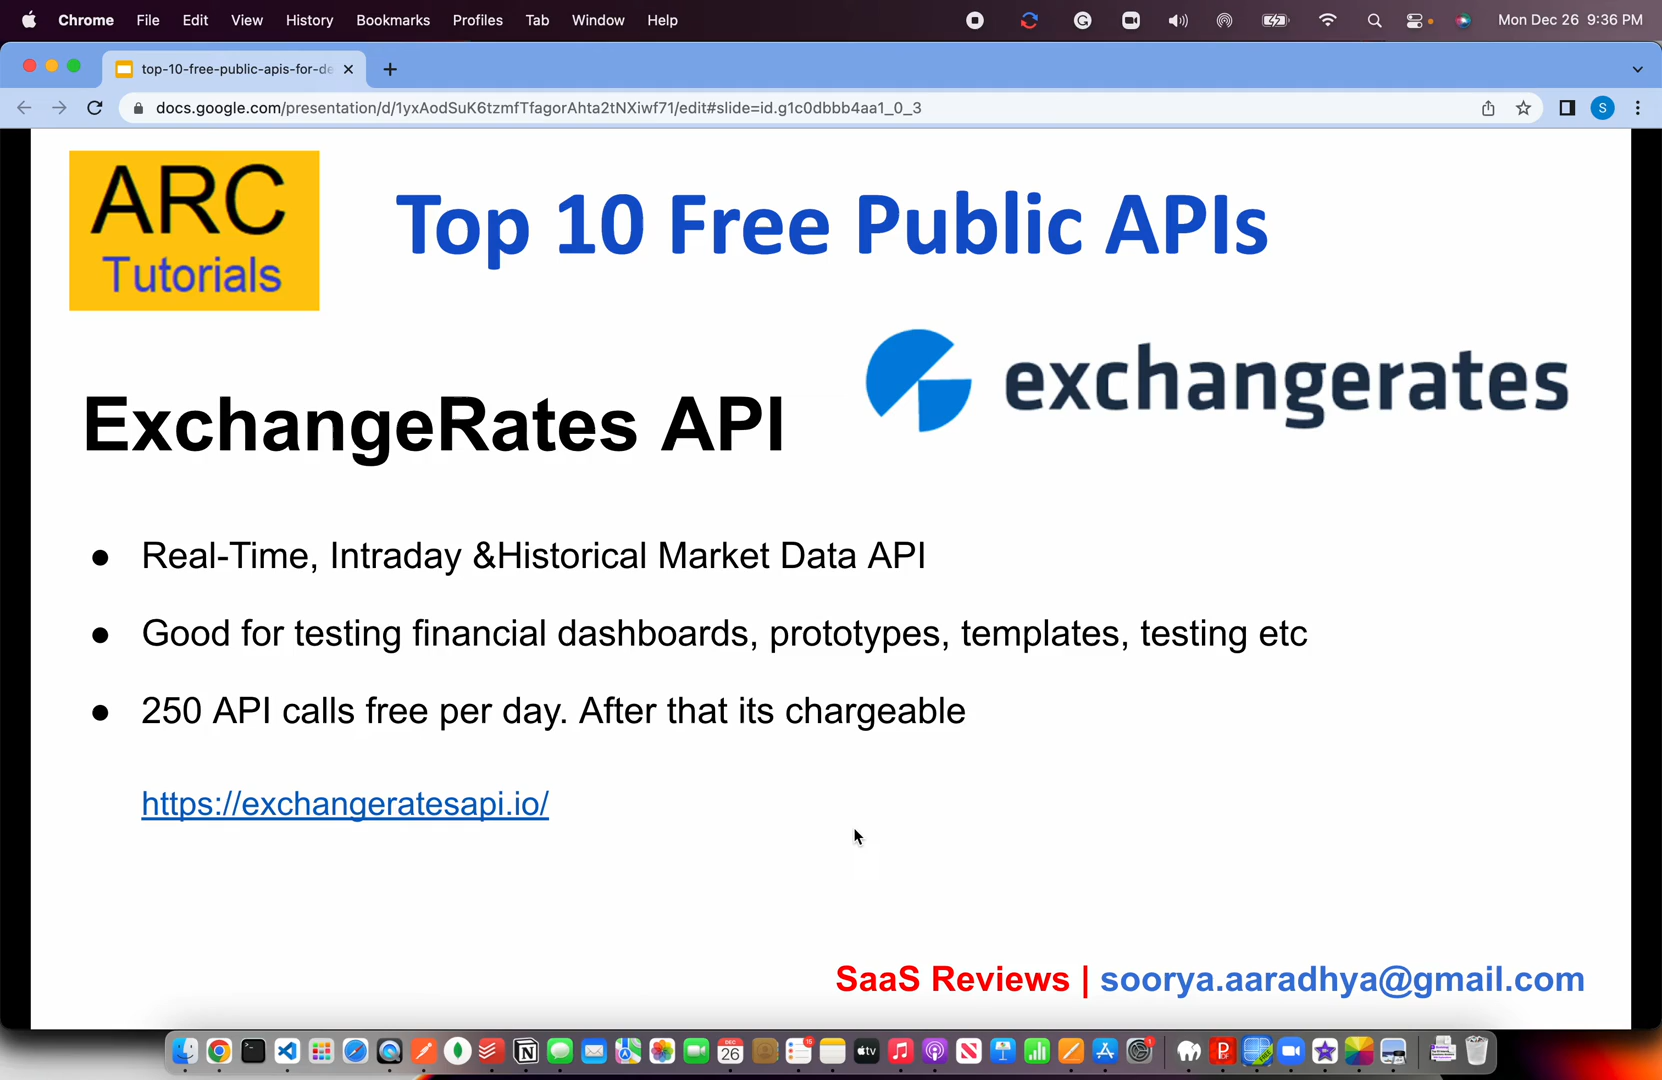 Chrome File Edit View History Bookmarks Profiles Tab Window Help Mon Dec 26 9:36 PM
top-10-free-public-apis-for-de
docs.google.com/presentation/d/1yxAodSuK6tzmfTfagorAhta2tNXiwf71/edit#slide=id.g1c0dbbb4aa1_0_3
S
ARC
Tutorials
Top 10 Free Public APIs
exchangerates
ExchangeRates API
● Real-Time, Intraday &Historical Market Data API
● Good for testing financial dashboards, prototypes, templates, testing etc
● 250 API calls free per day. After that its chargeable
https://exchangeratesapi.io/
SaaS Reviews | soorya.aaradhya@gmail.com
DEC
26
tv